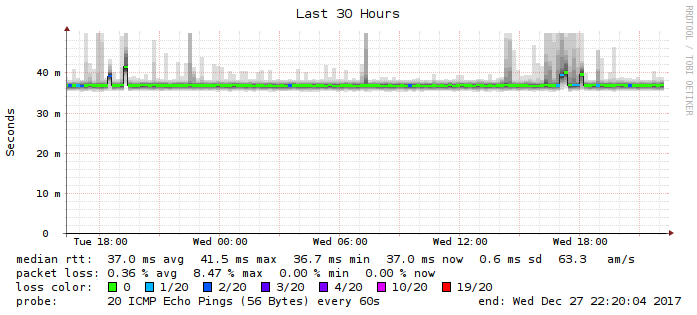 Last 30 Hours
RRDTOOL / TOBI OETIKER
Seconds
40 m
30 m
20 m
10 m
0
Tue 18:00 Wed 00:00 Wed 06:00 Wed 12:00 Wed 18:00
median rtt: 37.0 ms avg 41.5 ms max 36.7 ms min 37.0 ms now 0.6 ms sd 63.3 am/s
packet loss: 0.36 % avg 8.47 % max 0.00 % min 0.00 % now
loss color: 0 1/20 2/20 3/20 4/20 10/20 19/20
probe: 20 ICMP Echo Pings (56 Bytes) every 60s end: Wed Dec 27 22:20:04 2017